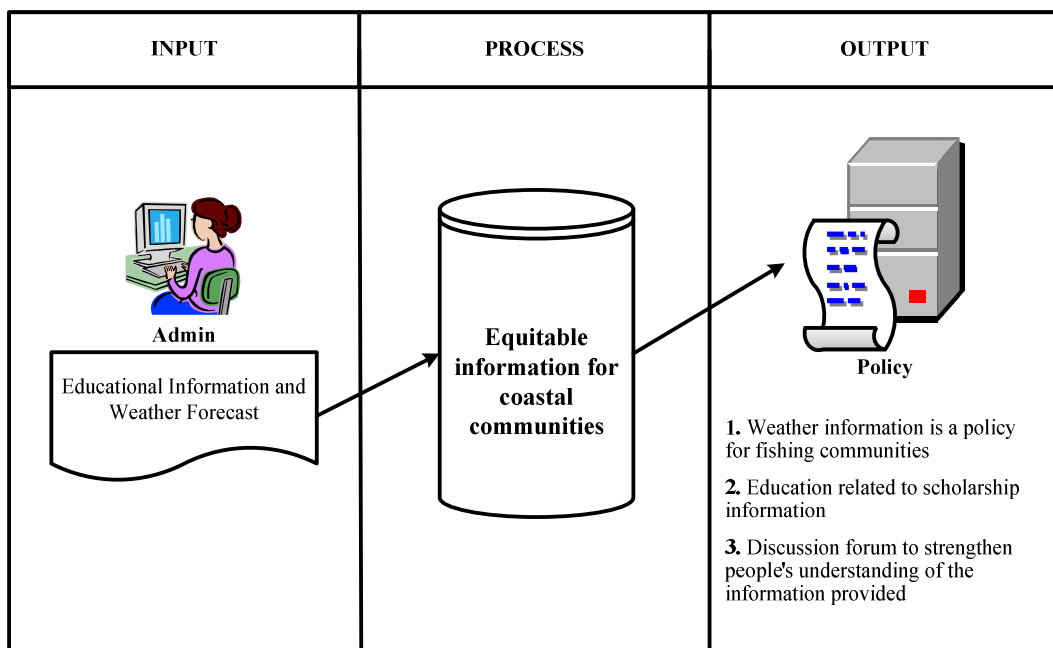 INPUT
PROCESS
OUTPUT
Admin
Educational Information and
Weather Forecast
Equitable
information for
coastal
communities
Policy
1. Weather information is a policy
for fishing communities
2. Education related to scholarship
information
3. Discussion forum to strengthen
people's understanding of the
information provided